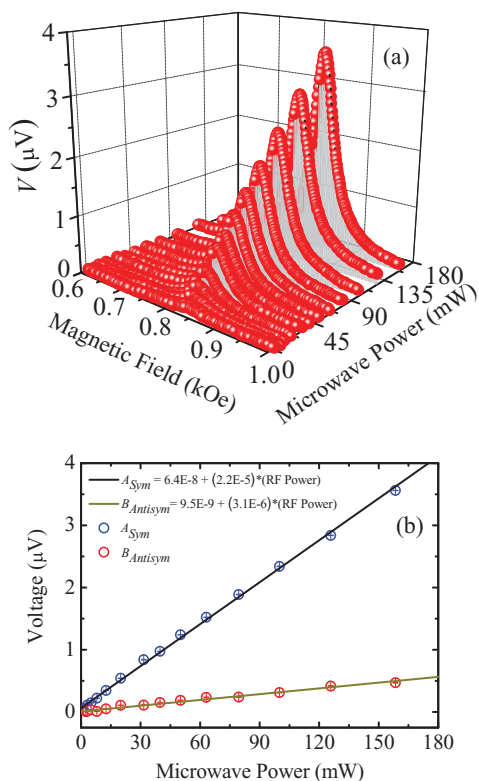 4
(a)
3
V (μV)
2
1
0
0.6
0.7
0.8
0.9
1.0
0
45
90
135
180
Magnetic Field (kOe)
Microwave Power (mW)
4
A_Sym = 6.4E-8 + (2.2E-5)*(RF Power)
B_Antisym = 9.5E-9 + (3.1E-6)*(RF Power)
(b)
A_Sym
B_Antisym
3
2
1
0
Voltage (μV)
0 30 60 90 120 150 180
Microwave Power (mW)